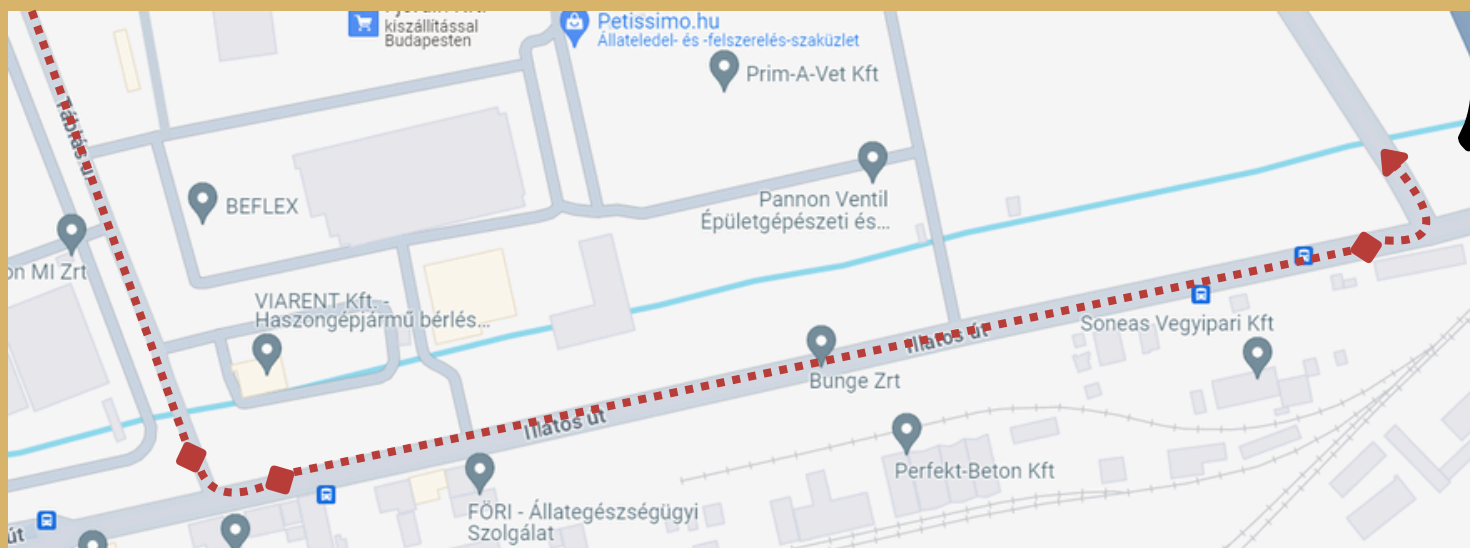 kiszállítással
Budapesten
Petissimo.hu
Állateledel- és -felszerelés-szaküzlet
Prim-A-Vet Kft
Táblás u.
BEFLEX
Pannon Ventil
Épületgépészeti és...
on MI Zrt
VIARENT Kft. -
Haszongépjármű bérlés...
Soneas Vegyipari Kft
Illatos út
Bunge Zrt
Illatos út
Perfekt-Beton Kft
FÖRI - Állategészségügyi
Szolgálat
út